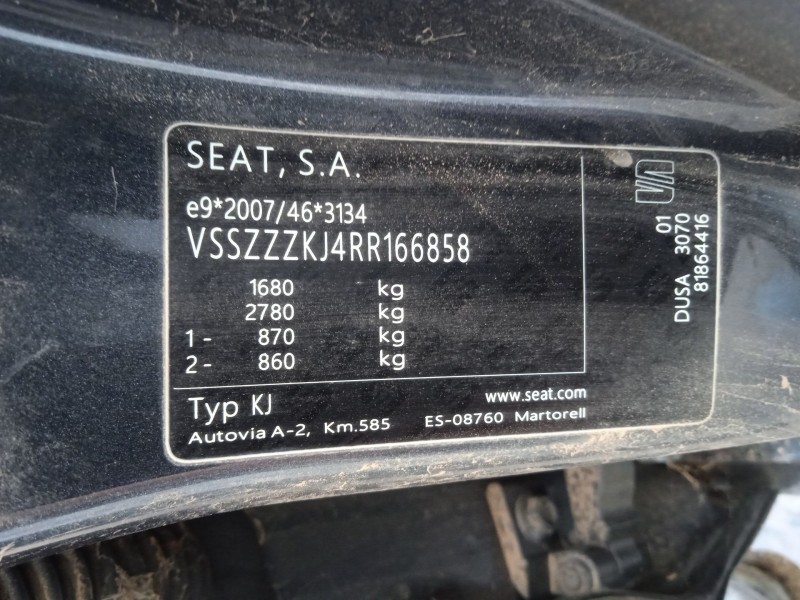 SEAT, S.A.
e9*2007/46*3134
VSSZZZKJ4RR166858
1680 kg
2780 kg
1- 870 kg
2- 860 kg
Typ KJ
www.seat.com
Autovia A-2, Km.585 ES-08760 Martorell
01
DUSA 3070
81864416